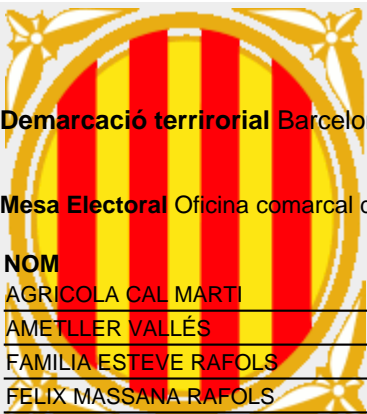 Demarcació terrirorial Barcelo
Mesa Electoral Oficina comarcal d
NOM
AGRICOLA CAL MARTI
AMETLLER VALLÉS
FAMILIA ESTEVE RAFOLS
FELIX MASSANA RAFOLS